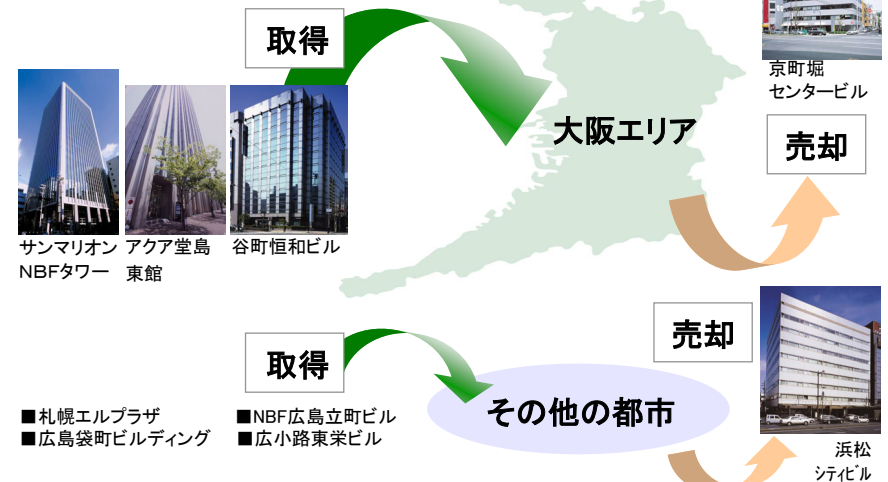 取得
京町堀
センタービル
大阪エリア
売却
サンマリオン
NBFタワー
アクア堂島
東館
谷町恒和ビル
売却
取得
その他の都市
■札幌エルプラザ
■広島袋町ビルディング
■NBF広島立町ビル
■広小路東栄ビル
浜松
シティビル